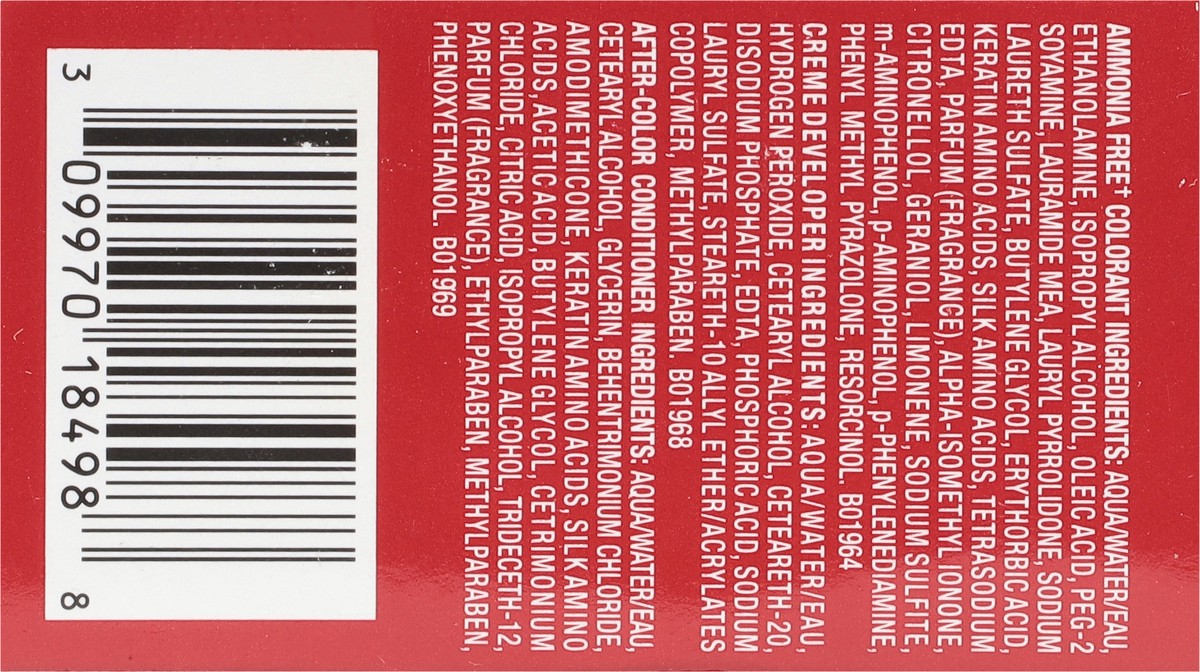 AMMONIA FREE† COLORANT INGREDIENTS: AQUA/WATER/EAU,
ETHANOLAMINE, ISOPROPYL ALCOHOL, OLEIC ACID, PEG-2
SOYAMINE, LAURAMIDE MEA, LAURYL PYRROLIDONE, SODIUM
LAURETH SULFATE, BUTYLENE GLYCOL, ERYTHORBIC ACID,
KERATIN AMINO ACIDS, SILK AMINO ACIDS, TETRASODIUM
EDTA, PARFUM (FRAGRANCE), ALPHA-ISOMETHYL IONONE,
CITRONELLOL, GERANIOL, LIMONENE, SODIUM SULFITE,
m-AMINOPHENOL, p-AMINOPHENOL, p-PHENYLENEDIAMINE,
PHENYL METHYL PYRAZOLONE, RESORCINOL. B01964
CREME DEVELOPER INGREDIENTS: AQUA/WATER/EAU,
HYDROGEN PEROXIDE, CETEARYL ALCOHOL, CETEARETH-20,
DISODIUM PHOSPHATE, EDTA, PHOSPHORIC ACID, SODIUM
LAURYL SULFATE, STEARETH-10 ALLYL ETHER/ACRYLATES
COPOLYMER, METHYLPARABEN. B01968
AFTER-COLOR CONDITIONER INGREDIENTS: AQUA/WATER/EAU,
CETEARYL ALCOHOL, GLYCERIN, BEHENTRIMONIUM CHLORIDE,
AMODIMETHICONE, KERATIN AMINO ACIDS, SILK AMINO
ACIDS, ACETIC ACID, BUTYLENE GLYCOL, CETRIMONIUM
CHLORIDE, CITRIC ACID, ISOPROPYL ALCOHOL, TRIDECETH-12,
PARFUM (FRAGRANCE), ETHYLPARABEN, METHYLPARABEN,
PHENOXYETHANOL. B01969
3 09970 18498 8